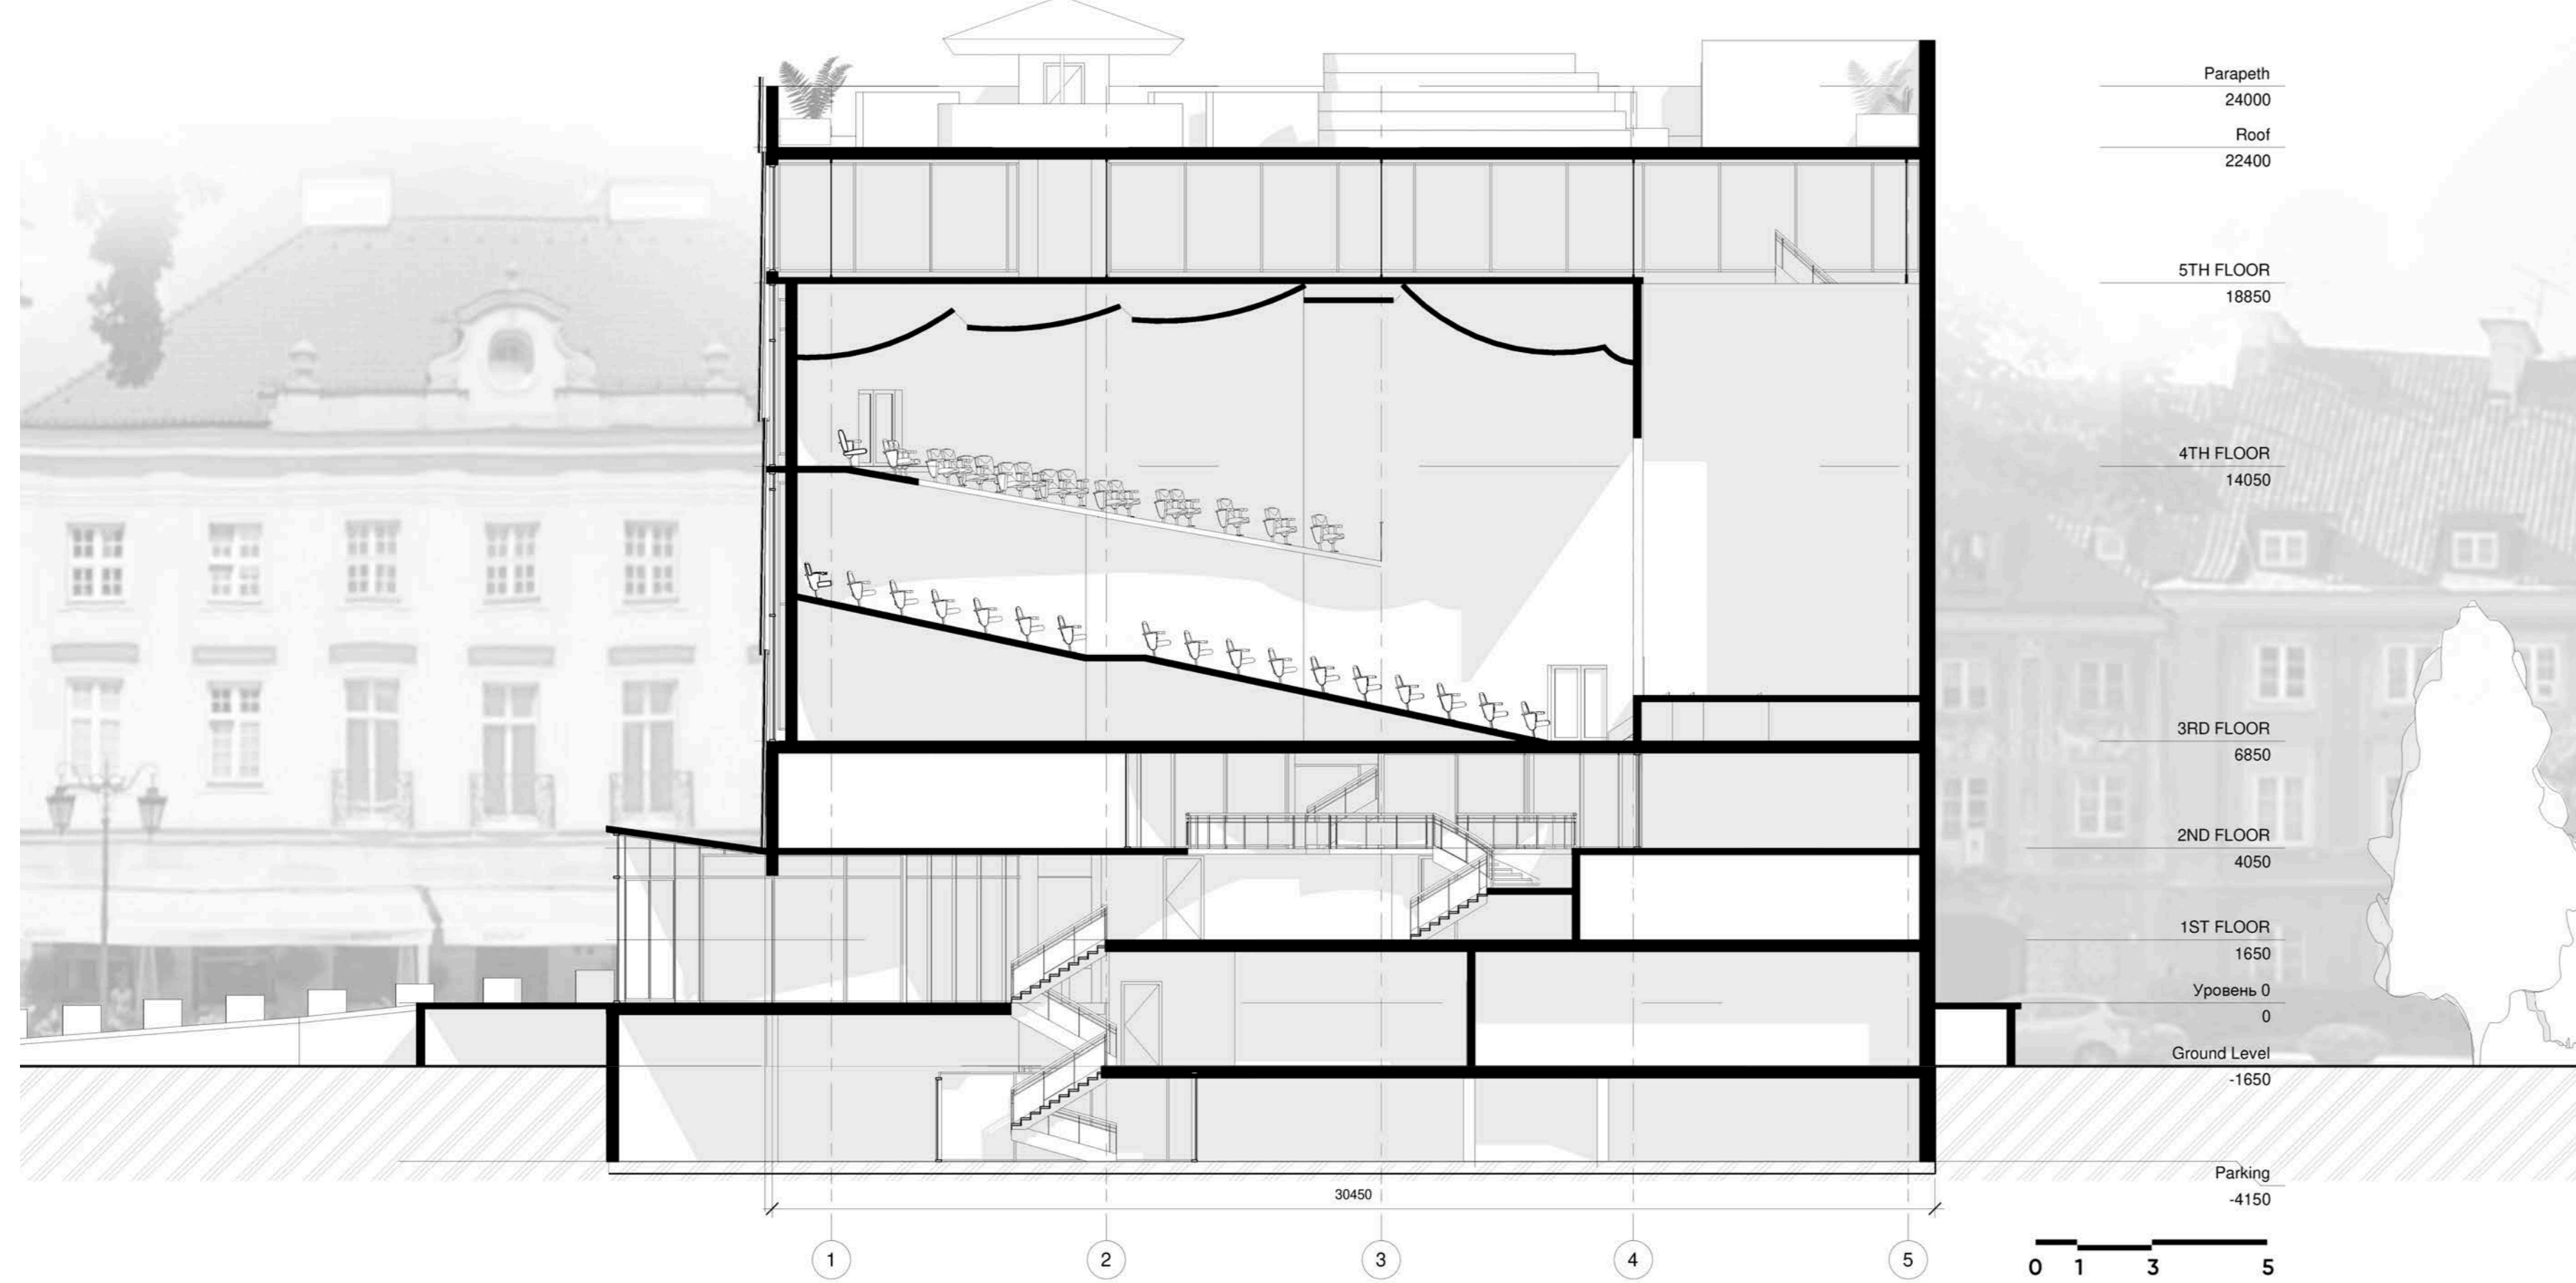 Parapeth
24000
Roof
22400
5TH FLOOR
18850
4TH FLOOR
14050
3RD FLOOR
6850
2ND FLOOR
4050
1ST FLOOR
1650
Уровень 0
0
Ground Level
-1650
Parking
-4150
30450
1 2 3 4 5
0 1 3 5